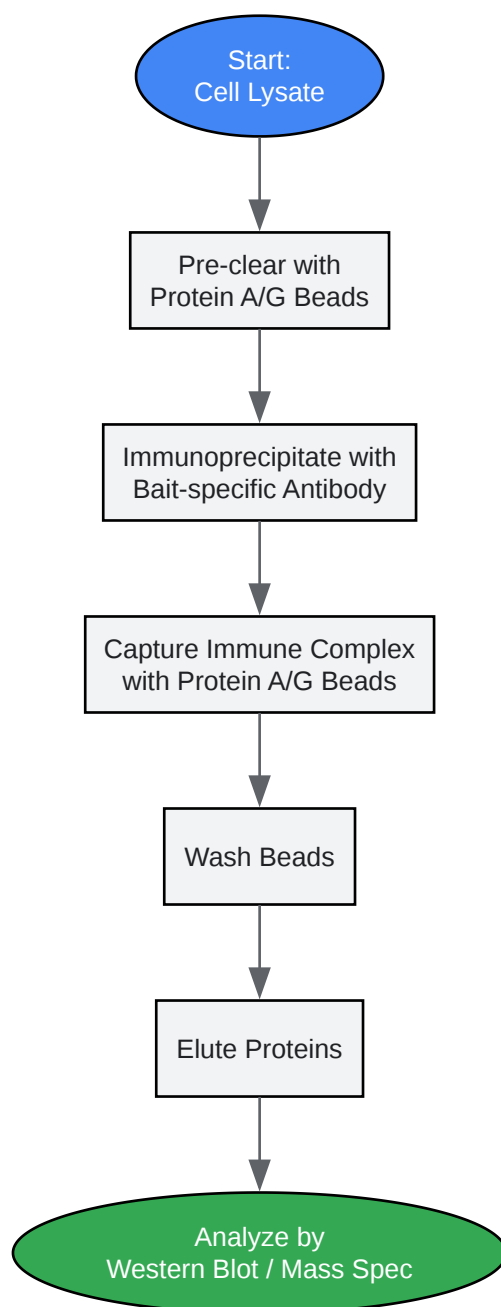 Start:
Cell Lysate
Pre-clear with
Protein A/G Beads
Immunoprecipitate with
Bait-specific Antibody
Capture Immune Complex
with Protein A/G Beads
Wash Beads
Elute Proteins
Analyze by
Western Blot / Mass Spec